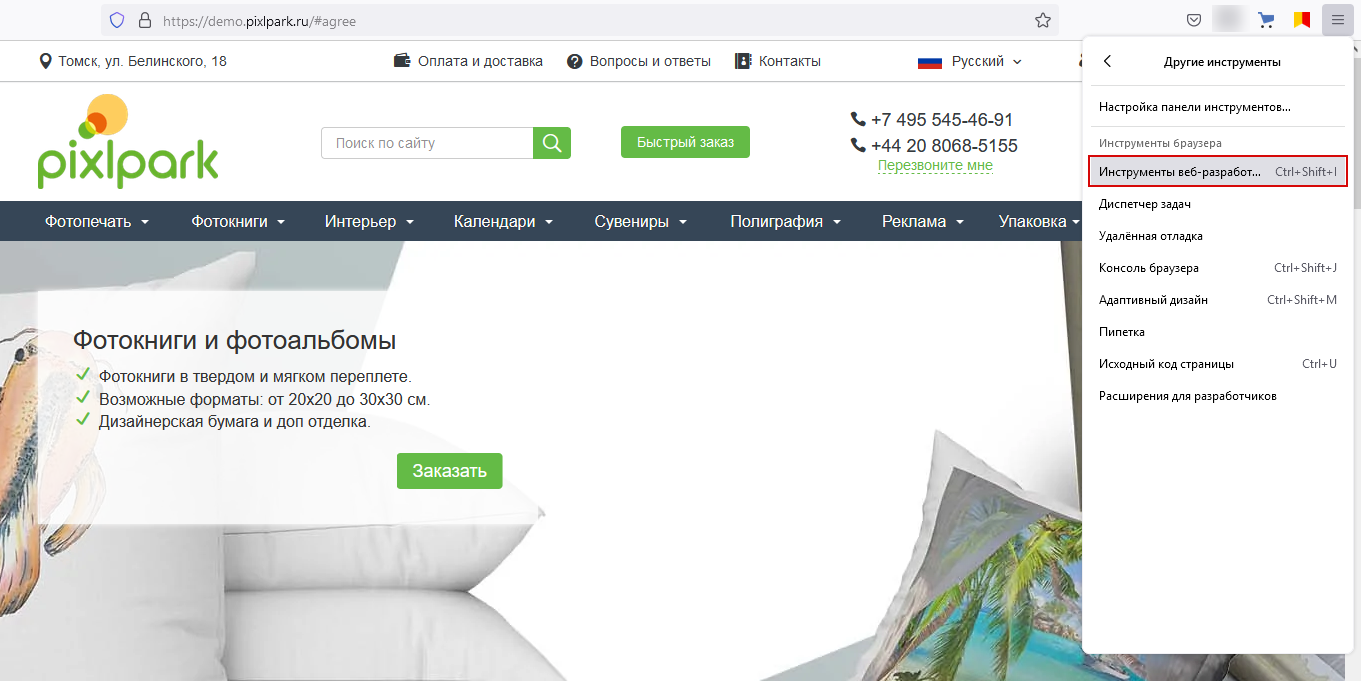 https://demo.pixlpark.ru/#agree
Томск, ул. Белинского, 18
Оплата и доставка
Вопросы и ответы
Контакты
Русский
pixlpark
Поиск по сайту
Быстрый заказ
+7 495 545-46-91
+44 20 8068-5155
Перезвоните мне
Фотопечать
Фотокниги
Интерьер
Календари
Сувениры
Полиграфия
Реклама
Упаковка
Фотокниги и фотоальбомы
Фотокниги в твердом и мягком переплете.
Возможные форматы: от 20х20 до 30х30 см.
Дизайнерская бумага и доп отделка.
Заказать
Другие инструменты
Настройка панели инструментов...
Инструменты браузера
Инструменты веб-разработ... Ctrl+Shift+I
Диспетчер задач
Удалённая отладка
Консоль браузера Ctrl+Shift+J
Адаптивный дизайн Ctrl+Shift+M
Пипетка
Исходный код страницы Ctrl+U
Расширения для разработчиков